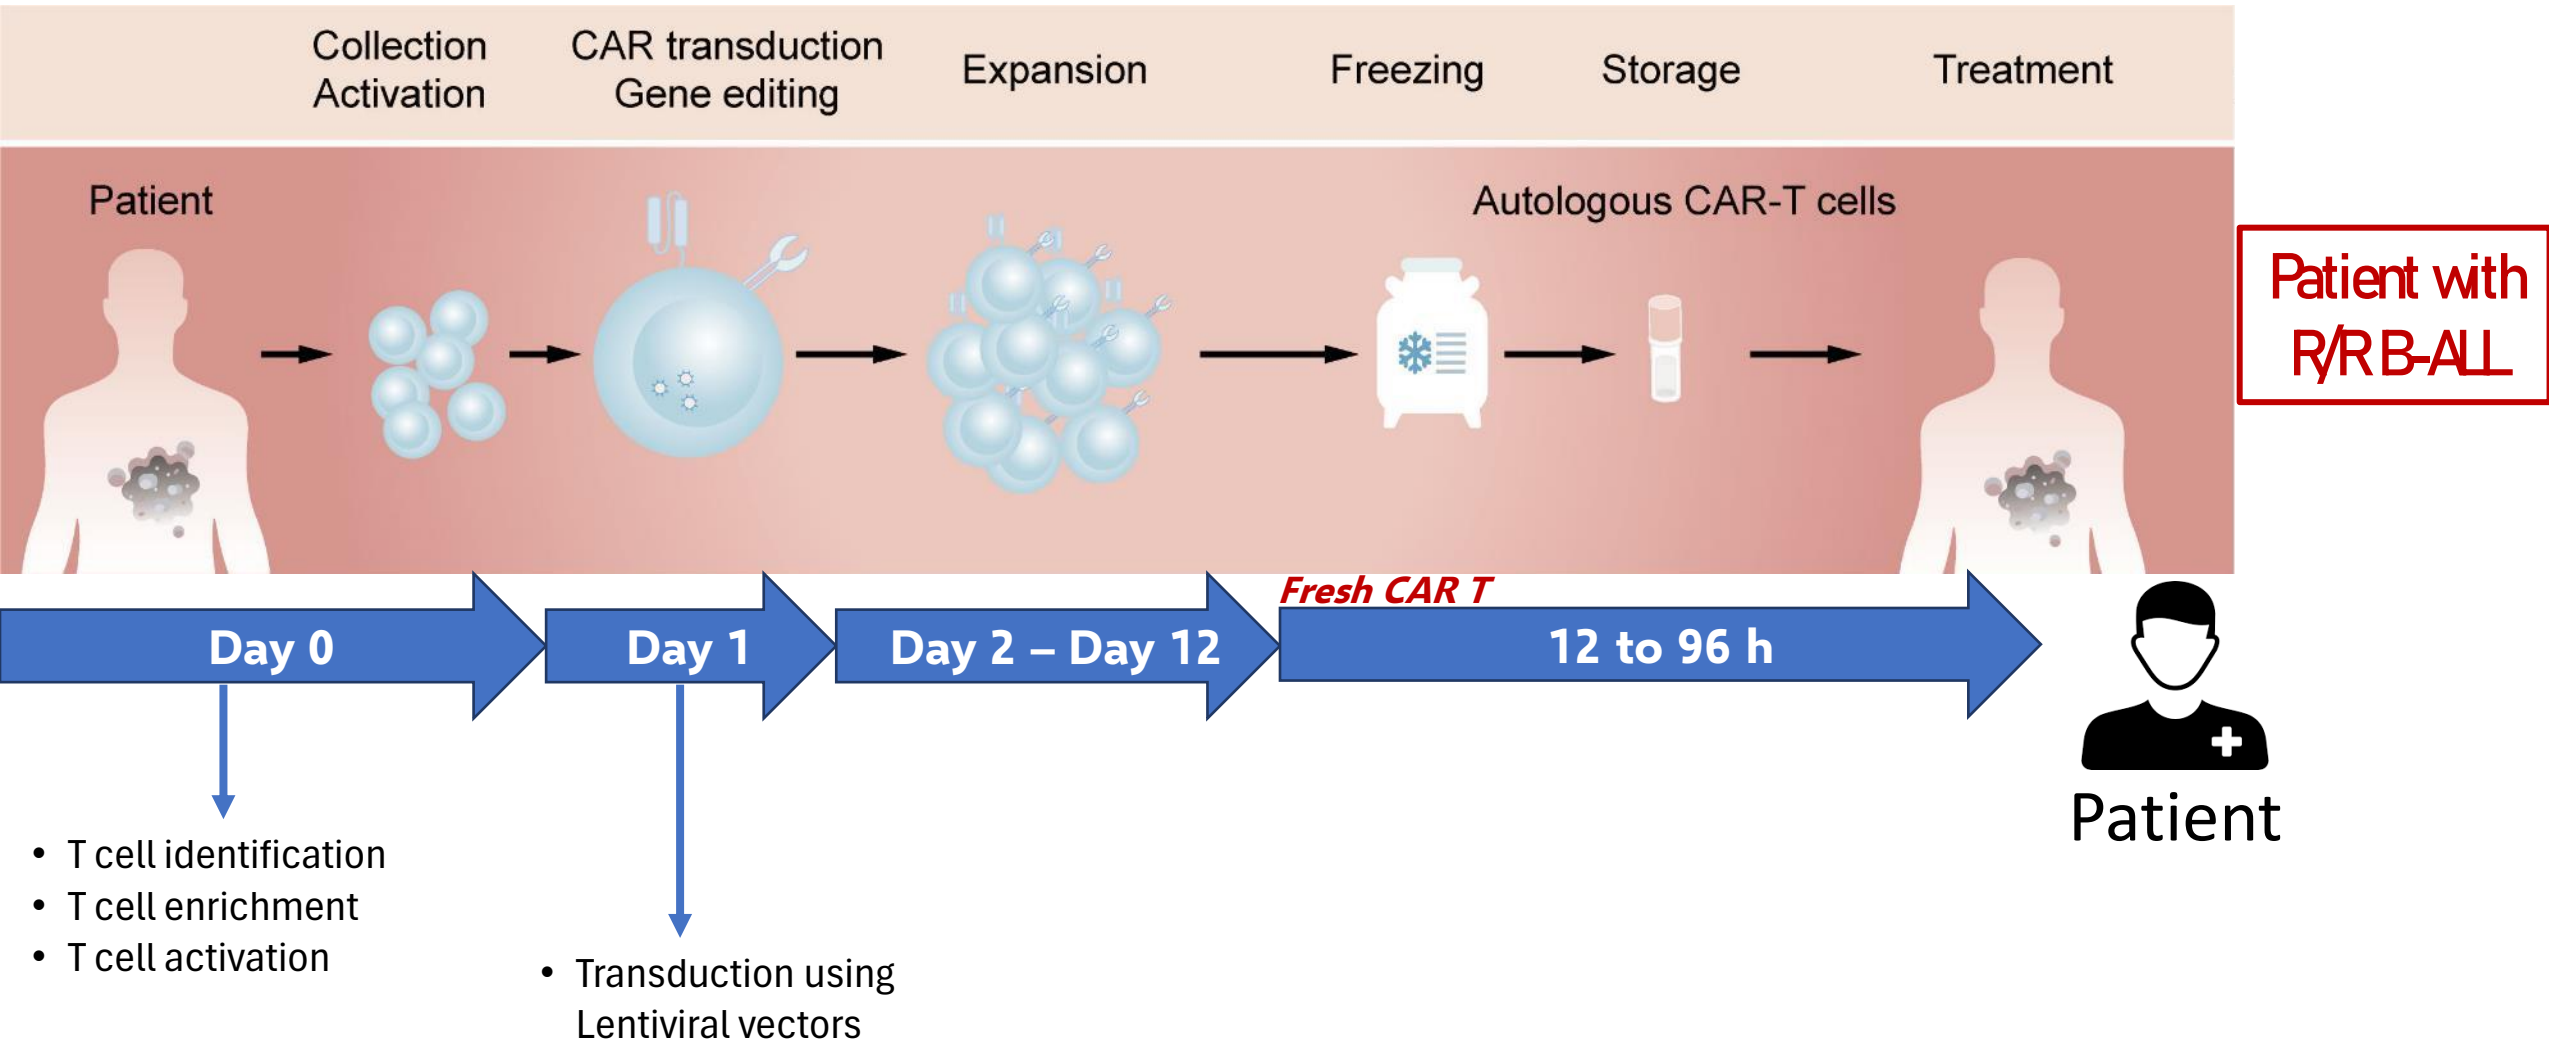 Collection
Activation
CAR transduction
Gene editing
Expansion
Freezing
Storage
Treatment
Patient
Autologous CAR-T cells
Patient with
R/R B-ALL
Fresh CAR T
Day 0
Day 1
Day 2 – Day 12
12 to 96 h
• T cell identification
• T cell enrichment
• T cell activation
• Transduction using
Lentiviral vectors
Patient